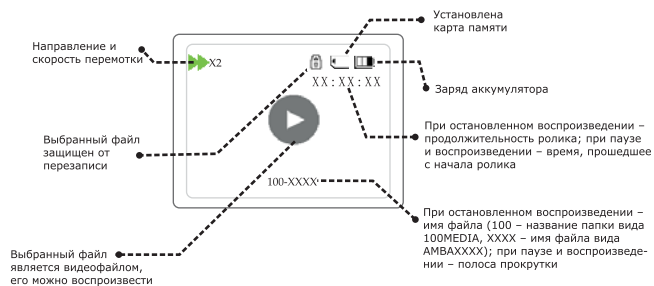 Установлена
карта памяти
Направление и
скорость перемотки
X2
XX:XX:XX
Заряд аккумулятора
Выбранный файл
защищен от
перезаписи
При остановленном воспроизведении –
продолжительность ролика; при паузе
и воспроизведении – время, прошедшее
с начала ролика
100-XXXX
При остановленном воспроизведении –
имя файла (100 – название папки вида
100MEDIA, XXXX – имя файла вида
AMBAXXXX); при паузе и воспроизведе-
нии – полоса прокрутки
Выбранный файл
является видеофайлом,
его можно воспроизвести